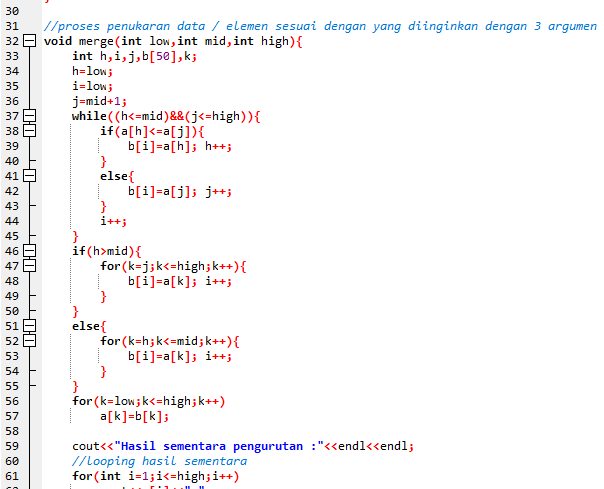 30
31 //proses penukaran data / elemen sesuai dengan yang diinginkan dengan 3 argumen
32 void merge(int low,int mid,int high){
33 int h,i,j,b[50],k;
34 h=low;
35 i=low;
36 j=mid+1;
37 while((h<=mid)&&(j<=high)){
38 if(a[h]<=a[j]){
39 b[i]=a[h]; h++;
40 }
41 else{
42 b[i]=a[j]; j++;
43 }
44 i++;
45 }
46 if(h>mid){
47 for(k=j;k<=high;k++){
48 b[i]=a[k]; i++;
49 }
50 }
51 else{
52 for(k=h;k<=mid;k++){
53 b[i]=a[k]; i++;
54 }
55 }
56 for(k=low;k<=high;k++)
57 a[k]=b[k];
58
59 cout<<"Hasil sementara pengurutan :"<<endl<<endl;
60 //looping hasil sementara
61 for(int i=1;i<=high;i++)